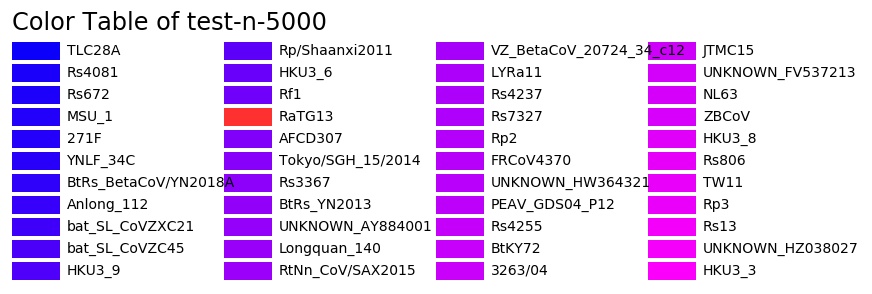 Color Table of test-n-5000
TLC28A
Rs4081
Rs672
MSU_1
271F
YNLF_34C
BtRs_BetaCoV/YN2018A
Anlong_112
bat_SL_CoVZXC21
bat_SL_CoVZC45
HKU3_9
Rp/Shaanxi2011
HKU3_6
Rf1
RaTG13
AFCD307
Tokyo/SGH_15/2014
Rs3367
BtRs_YN2013
UNKNOWN_AY884001
Longquan_140
RtNn_CoV/SAX2015
VZ_BetaCoV_20724_34_c12
LYRa11
Rs4237
Rs7327
Rp2
FRCoV4370
UNKNOWN_HW364321
PEAV_GDS04_P12
Rs4255
BtKY72
3263/04
JTMC15
UNKNOWN_FV537213
NL63
ZBCoV
HKU3_8
Rs806
TW11
Rp3
Rs13
UNKNOWN_HZ038027
HKU3_3